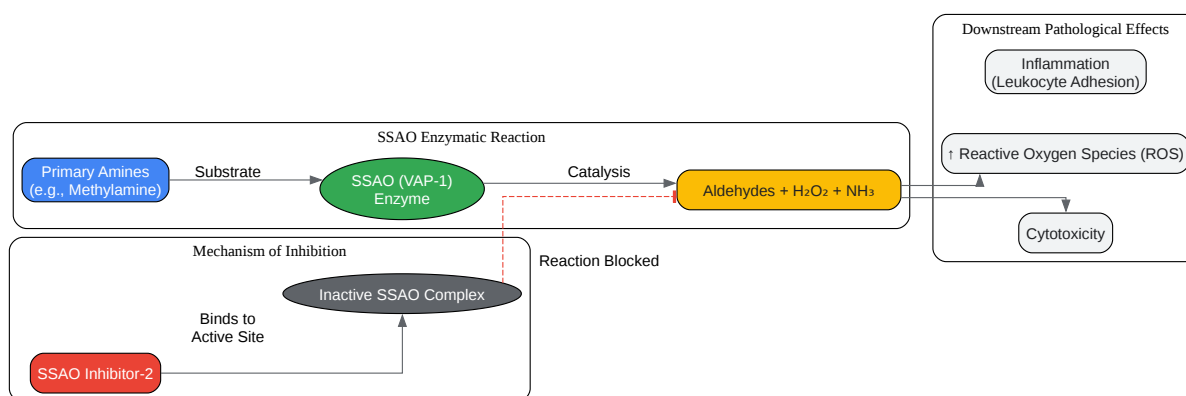 Downstream Pathological Effects
Inflammation
(Leukocyte Adhesion)
SSAO Enzymatic Reaction
Primary Amines
(e.g., Methylamine)
Substrate
SSAO (VAP-1)
Enzyme
Catalysis
Aldehydes + H₂O₂ + NH₃
↑ Reactive Oxygen Species (ROS)
Cytotoxicity
Mechanism of Inhibition
Reaction Blocked
Inactive SSAO Complex
Binds to
Active Site
SSAO Inhibitor-2